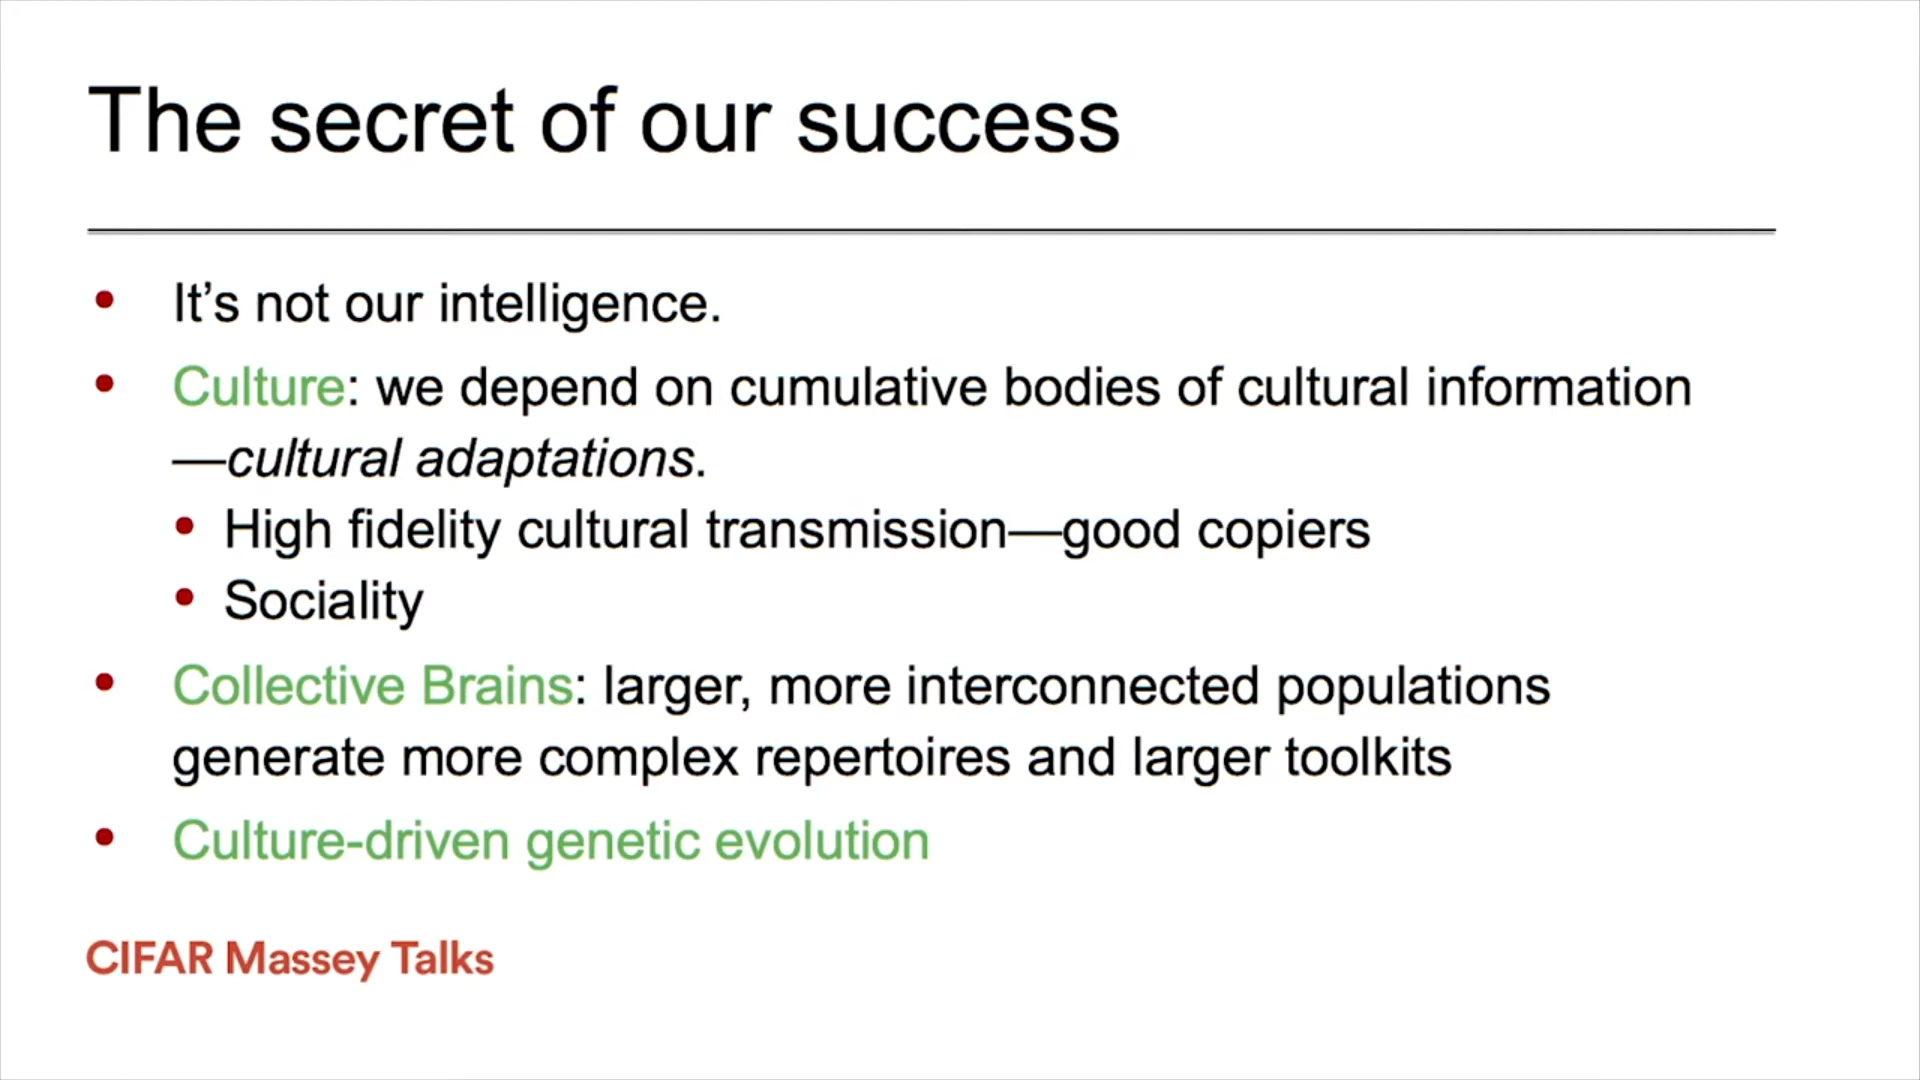 The secret of our success
It’s not our intelligence.
Culture: we depend on cumulative bodies of cultural information
—cultural adaptations.
High fidelity cultural transmission—good copiers
Sociality
Collective Brains: larger, more interconnected populations
generate more complex repertoires and larger toolkits
Culture-driven genetic evolution
CIFAR Massey Talks